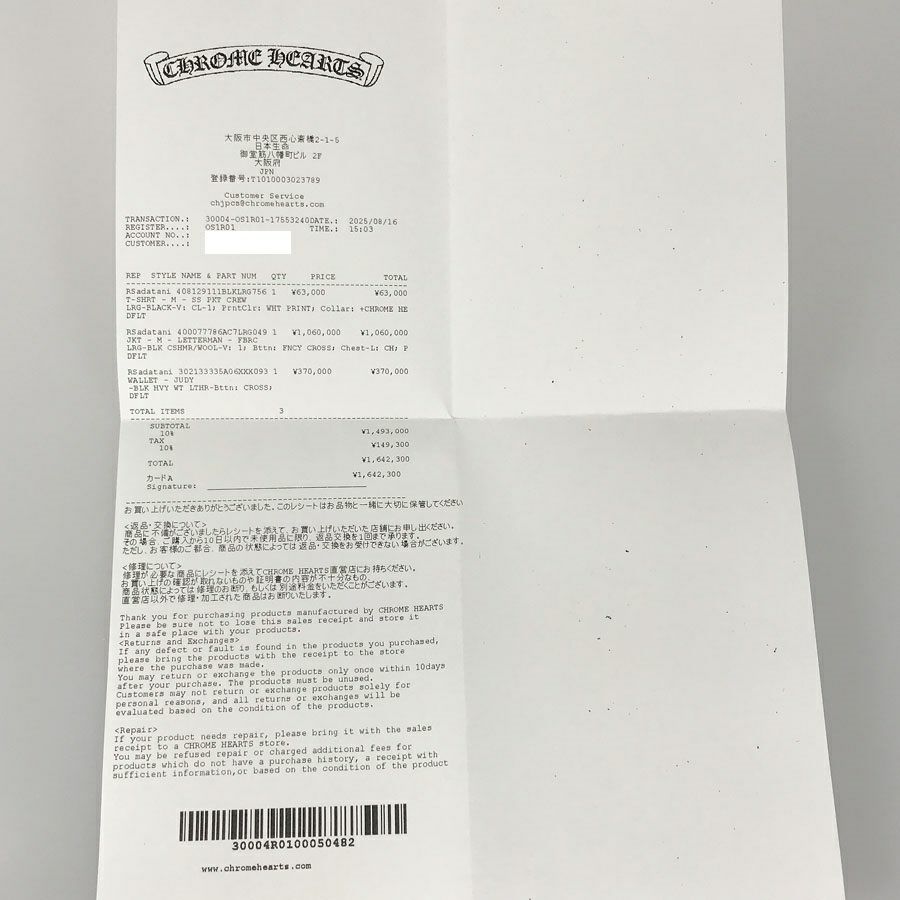 CHROME HEARTS
大阪市中央区西心斎橋2-1-5
日本生命
御堂筋八幡町ビル 2F
大阪府
JPN
登録番号:T1010003023789
Customer Service
chjpcs@chromehearts.com
TRANSACTION.: 30004-OS1R01-17553240DATE.: 2025/08/16
REGISTER....: OS1R01 TIME.: 15:03
ACCOUNT NO..:
CUSTOMER....:
REP STYLE NAME & PART NUM QTY PRICE TOTAL
RSadatani 408129111BLKLRG756 1 ¥63,000 ¥63,000
T-SHRT - M - SS PKT CREW
LRG-BLACK-V: CL-1; PrntClr: WHT PRINT; Collar: +CHROME HE
DFLT
RSadatani 400077786AC7LRG049 1 ¥1,060,000 ¥1,060,000
JKT - M - LETTERMAN - FBRC
LRG-BLK CSHMR/WOOL-V: 1; Bttn: FNCY CROSS; Chest-L: CH; P
DFLT
RSadatani 302133335A06XXX093 1 ¥370,000 ¥370,000
WALLET - JUDY
-BLK HVY WT LTHR-Bttn: CROSS;
DFLT
TOTAL ITEMS 3
SUBTOTAL
10% ¥1,493,000
TAX
10% ¥149,300
TOTAL ¥1,642,300
カードA ¥1,642,300
Signature:
お買い上げいただきありがとうございました。このレシートはお品物と一緒に大切に保管してください
<返品・交換について>
商品に不備がございましたらレシートを添えて、お買い上げいただいた店舗にお申し出ください。
その場合、ご購入から10日以内で未使用品に限り、返品交換を1回まで承ります。
ただし、お客様のご都合、商品の状態によっては返品・交換をお受けできない場合がございます。
<修理について>
修理が必要な商品にレシートを添えてCHROME HEARTS直営店にお持ちください。
お買い上げの確認が取れないものや証明書の内容が不十分なもの、
商品状態によっては修理のお断り、もしくは別途料金をいただくことがございます。
直営店以外で修理・加工された商品はお断りいたします。
Thank you for purchasing products manufactured by CHROME HEARTS
Please be sure not to lose this sales receipt and store it
in a safe place with your products.
<Returns and Exchanges>
If any defect or fault is found in the products you purchased,
please bring the products with the receipt to the store
where the purchase was made.
You may return or exchange the products only once within 10days
after your purchase. The products must be unused.
Customers may not return or exchange products solely for
personal reasons, and all returns or exchanges will be
evaluated based on the condition of the products.
<Repair>
If your product needs repair, please bring it with the sales
receipt to a CHROME HEARTS store.
You may be refused repair or charged additional fees for
products which do not have a purchase history, a receipt with
sufficient information,or based on the condition of the product
30004R0100050482
www.chromehearts.com